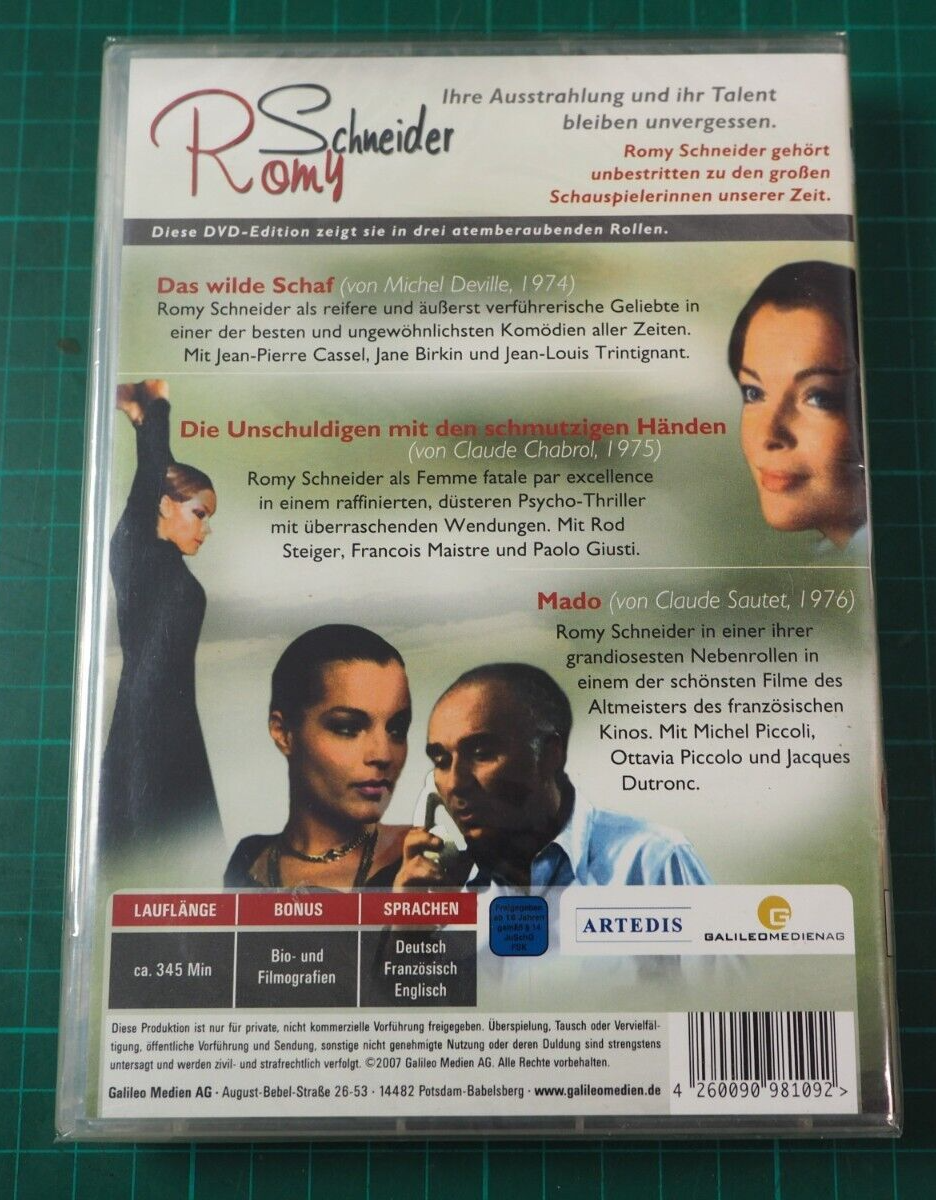 Romy Schneider
Ihre Ausstrahlung und ihr Talent
bleiben unvergessen.
Romy Schneider gehört
unbestritten zu den großen
Schauspielerinnen unserer Zeit.
Diese DVD-Edition zeigt sie in drei atemberaubenden Rollen.
Das wilde Schaf (von Michel Deville, 1974)
Romy Schneider als reifere und äußerst verführerische Geliebte in
einer der besten und ungewöhnlichsten Komödien aller Zeiten.
Mit Jean-Pierre Cassel, Jane Birkin und Jean-Louis Trintignant.
Die Unschuldigen mit den schmutzigen Händen
(von Claude Chabrol, 1975)
Romy Schneider als Femme fatale par excellence
in einem raffinierten, düsteren Psycho-Thriller
mit überraschenden Wendungen. Mit Rod
Steiger, Francois Maistre und Paolo Giusti.
Mado (von Claude Sautet, 1976)
Romy Schneider in einer ihrer
grandiosesten Nebenrollen in
einem der schönsten Filme des
Altmeisters des französischen
Kinos. Mit Michel Piccoli,
Ottavia Piccolo und Jacques
Dutronc.
LAUFLÄNGE
ca. 345 Min
BONUS
Bio- und
Filmografien
SPRACHEN
Deutsch
Französisch
Englisch
Freigegeben
ab 16 Jahren
gemäß § 14
JuSchG
FSK
ARTEDIS
GALILEOMEDIENAG
Diese Produktion ist nur für private, nicht kommerzielle Vorführung freigegeben. Überspielung, Tausch oder Vervielfäl-
tigung, öffentliche Vorführung und Sendung, sonstige nicht genehmigte Nutzung oder deren Duldung sind strengstens
untersagt und werden zivil- und strafrechtlich verfolgt. ©2007 Galileo Medien AG. Alle Rechte vorbehalten.
Galileo Medien AG · August-Bebel-Straße 26-53 · 14482 Potsdam-Babelsberg · www.galileomedien.de
4 260090 981092 >